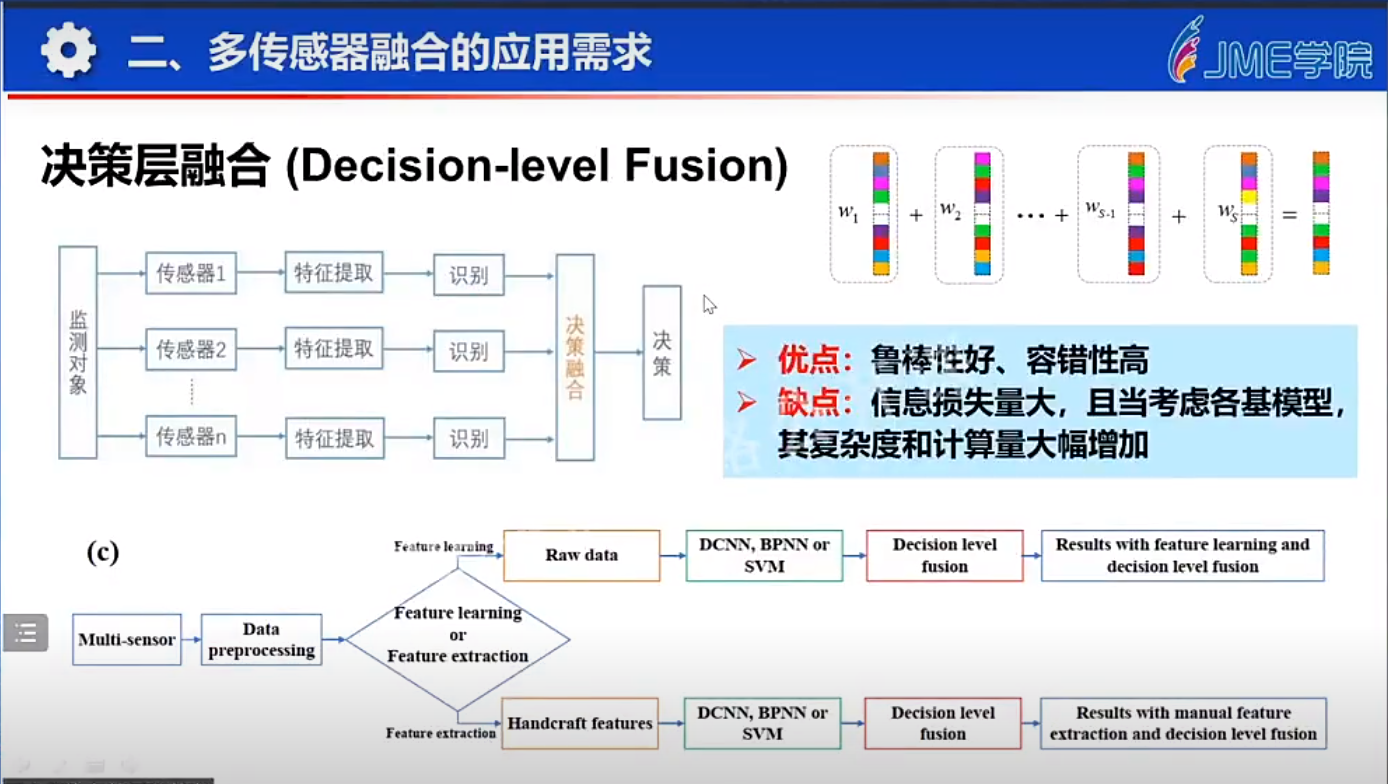 二、多传感器融合的应用需求
JME学院
决策层融合 (Decision-level Fusion)
w1 + w2 ··· + wS-1 + wS =
监测对象
传感器1
特征提取
识别
传感器2
特征提取
识别
传感器n
特征提取
识别
决策融合
决策
优点：鲁棒性好、容错性高
缺点：信息损失量大，且当考虑各基模型，
其复杂度和计算量大幅增加
(c)
Multi-sensor
Data
preprocessing
Feature learning
or
Feature extraction
Feature learning
Raw data
DCNN, BPNN or
SVM
Decision level
fusion
Results with feature learning and
decision level fusion
Feature extraction
Handcraft features
DCNN, BPNN or
SVM
Decision level
fusion
Results with manual feature
extraction and decision level fusion